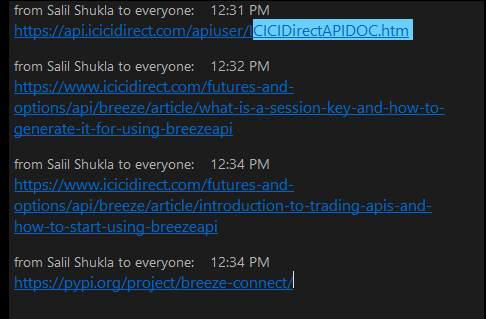 from Salil Shukla to everyone: 12:31 PM
https://api.icicidirect.com/apiuser/ICICIDirectAPIDOC.htm
from Salil Shukla to everyone: 12:32 PM
https://www.icicidirect.com/futures-and-
options/api/breeze/article/what-is-a-session-key-and-how-to-
generate-it-for-using-breezeapi
from Salil Shukla to everyone: 12:34 PM
https://www.icicidirect.com/futures-and-
options/api/breeze/article/introduction-to-trading-apis-and-
how-to-start-using-breezeapi
from Salil Shukla to everyone: 12:34 PM
https://pypi.org/project/breeze-connect/